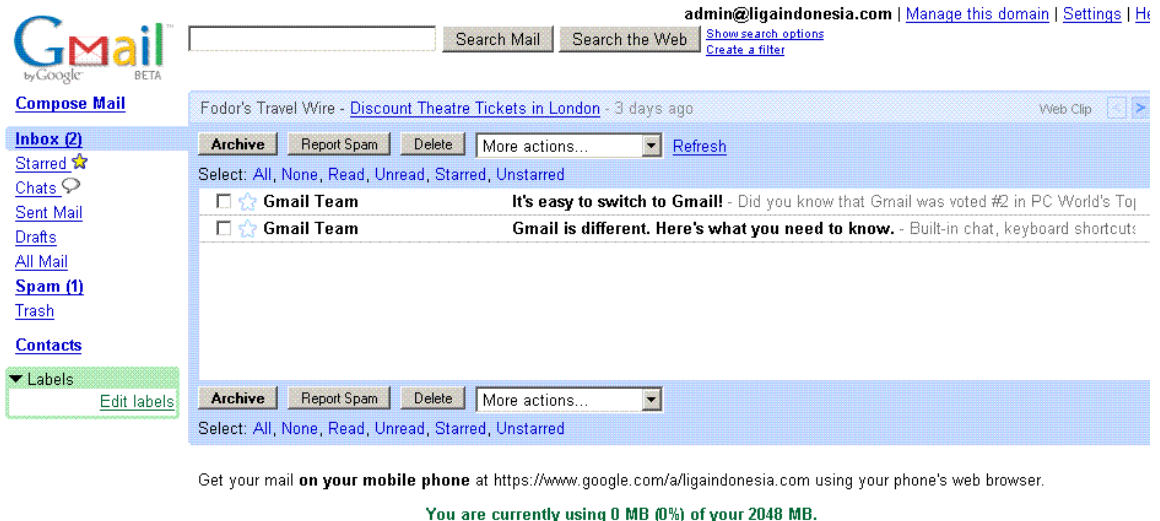 admin@ligaindonesia.com | Manage this domain | Settings |
Gmail
by Google BETA
Search Mail Search the Web Show search options
Create a filter
Compose Mail
Fodor's Travel Wire - Discount Theatre Tickets in London - 3 days ago Web Clip < >
Inbox (2)
Archive Report Spam Delete More actions... Refresh
Starred
Select: All, None, Read, Unread, Starred, Unstarred
Chats
Gmail Team It's easy to switch to Gmail! - Did you know that Gmail was voted #2 in PC World's
Sent Mail
Gmail Team Gmail is different. Here's what you need to know. - Built-in chat, keyboard shortcuts
Drafts
All Mail
Spam (1)
Trash
Contacts
Labels
Edit labels
Archive Report Spam Delete More actions...
Select: All, None, Read, Unread, Starred, Unstarred
Get your mail on your mobile phone at https://www.google.com/a/ligaindonesia.com using your phone's web browser.
You are currently using 0 MB (0%) of your 2048 MB.